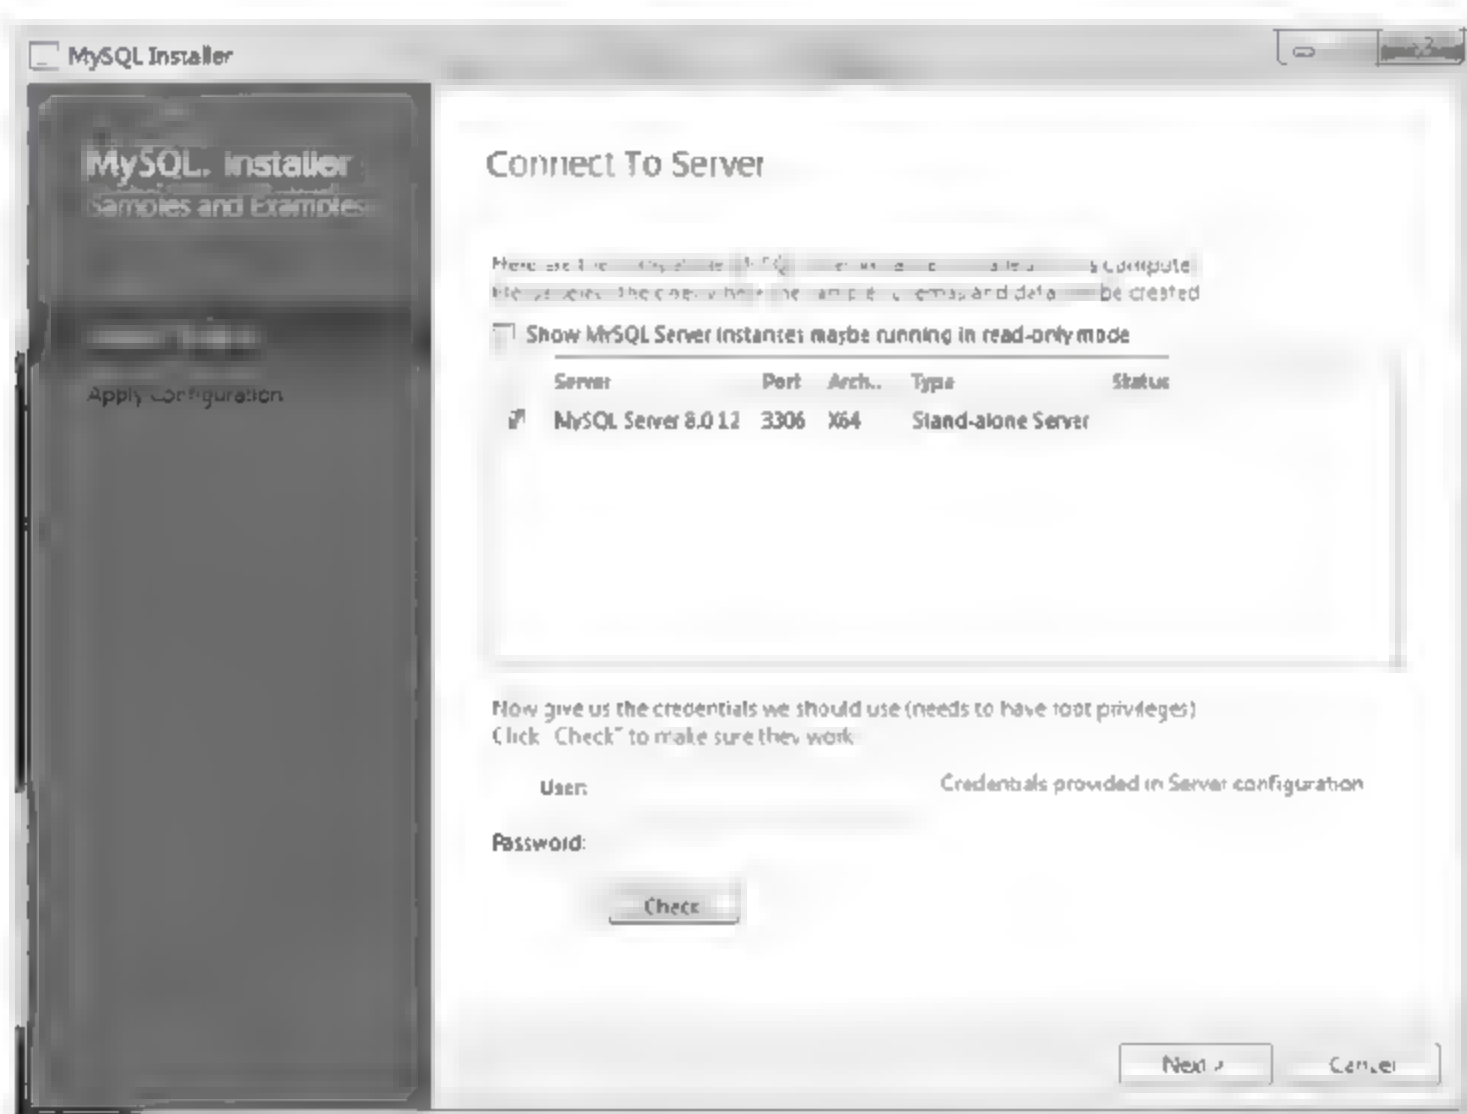 MySQL Installer
MySQL. Installer
Samples and Examples
Apply Configuration
Connect To Server
be created
Show MySQL Server instances maybe running in read-only mode
Server Port Arch.. Type Status
MySQL Server 8.0.12 3306 X64 Stand-alone Server
Now give us the credentials we should use (needs to have root privileges)
Click "Check" to make sure they work
User:
Credentials provided in Server configuration
Password:
Check
Next >
Cancel